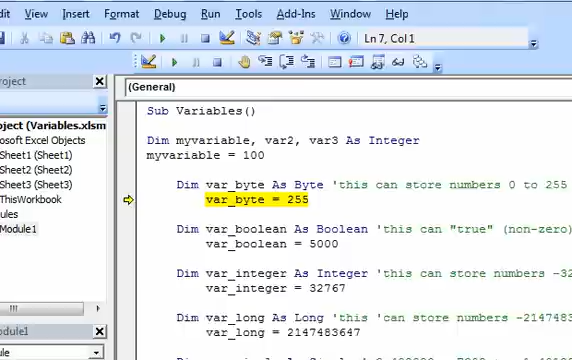 dit View Insert Format Debug Run Tools Add-Ins Window Help
Ln 7, Col 1
roject
(General)
oject (Variables.xlsm
osoft Excel Objects
Sheet1 (Sheet1)
Sheet2 (Sheet2)
Sheet3 (Sheet3)
ThisWorkbook
ules
Module1
odule1
ule
Sub Variables()
Dim myvariable, var2, var3 As Integer
myvariable = 100
Dim var_byte As Byte 'this can store numbers 0 to 255
var_byte = 255
Dim var_boolean As Boolean 'this can "true" (non-zero)
var_boolean = 5000
Dim var_integer As Integer 'this can store numbers -32
var_integer = 32767
Dim var_long As Long 'this 'can store numbers -2147483
var_long = 2147483647